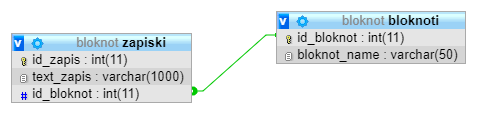 bloknot zapiski
id_zapis : int(11)
text_zapis : varchar(1000)
id_bloknot : int(11)
bloknot bloknoti
id_bloknot : int(11)
bloknot_name : varchar(50)